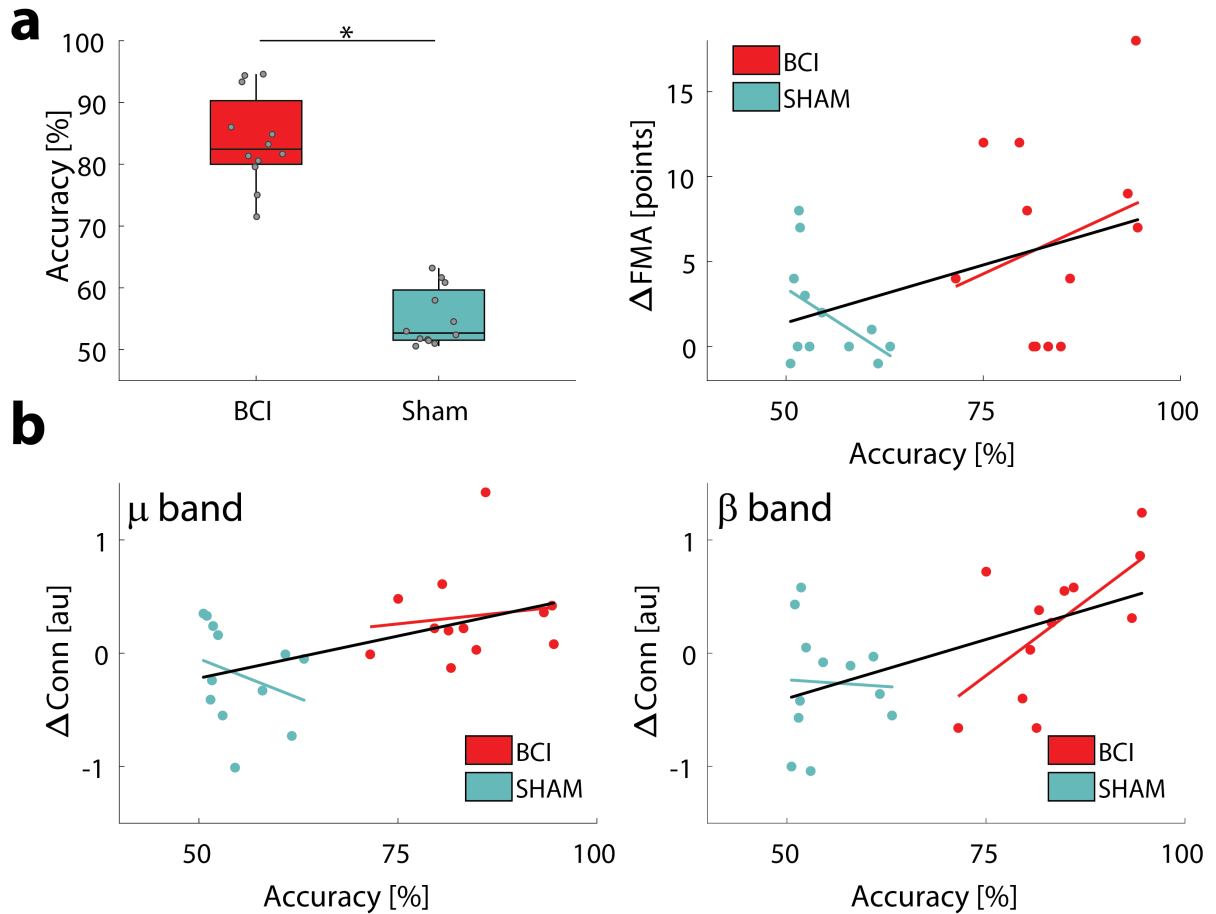 a
100
90
80
70
60
50
Accuracy [%]
*
BCI
Sham
BCI
SHAM
15
10
5
0
ΔFMA [points]
50
75
100
Accuracy [%]
b
μ band
1
0
-1
ΔConn [au]
BCI
SHAM
50
75
100
Accuracy [%]
β band
1
0
-1
ΔConn [au]
BCI
SHAM
50
75
100
Accuracy [%]